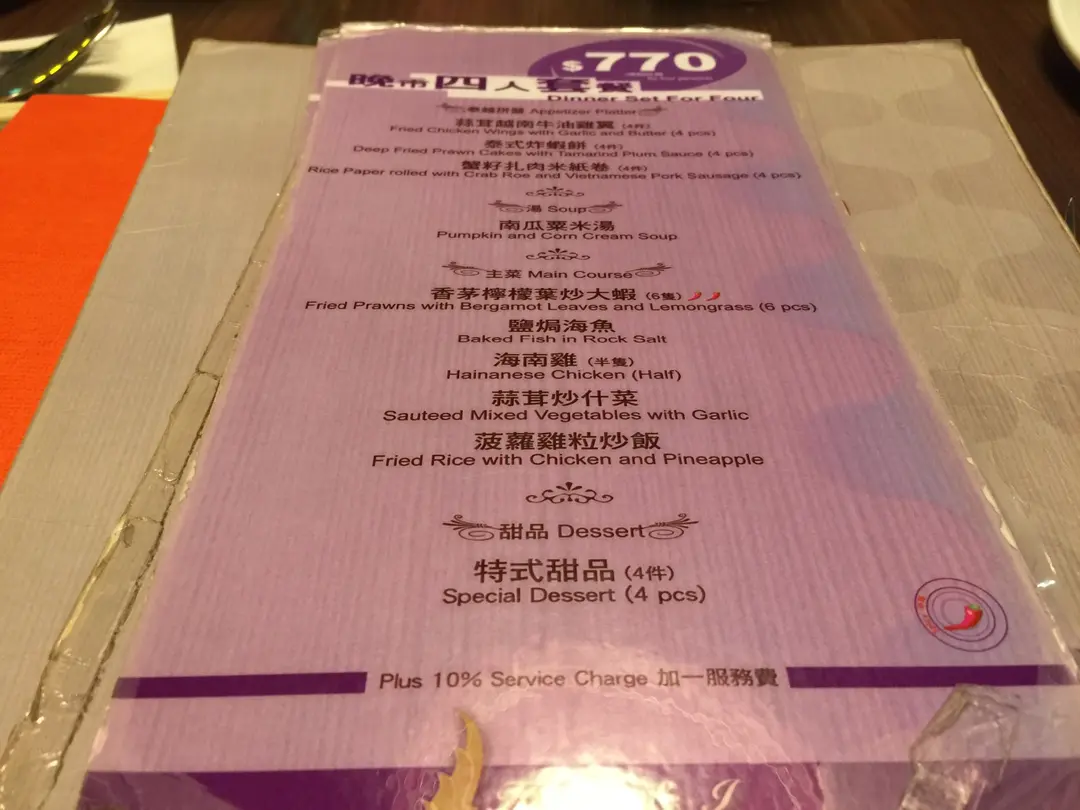 $770
晚市四人套餐
Dinner Set For Four
泰越拼盤 Appetizer Platter
蒜茸越南牛油雞翼 (4件)
Fried Chicken Wings with Garlic and Butter (4 pcs)
泰式炸蝦餅 (4件)
Deep Fried Prawn Cakes with Tamarind Plum Sauce (4 pcs)
蟹籽扎肉米紙卷 (4件)
Rice Paper rolled with Crab Roe and Vietnamese Pork Sausage (4 pcs)
湯 Soup
南瓜粟米湯
Pumpkin and Corn Cream Soup
主菜 Main Course
香茅檸檬葉炒大蝦 (6隻)
Fried Prawns with Bergamot Leaves and Lemongrass (6 pcs)
鹽焗海魚
Baked Fish in Rock Salt
海南雞 (半隻)
Hainanese Chicken (Half)
蒜茸炒什菜
Sauteed Mixed Vegetables with Garlic
菠蘿雞粒炒飯
Fried Rice with Chicken and Pineapple
甜品 Dessert
特式甜品 (4件)
Special Dessert (4 pcs)
Plus 10% Service Charge 加一服務費